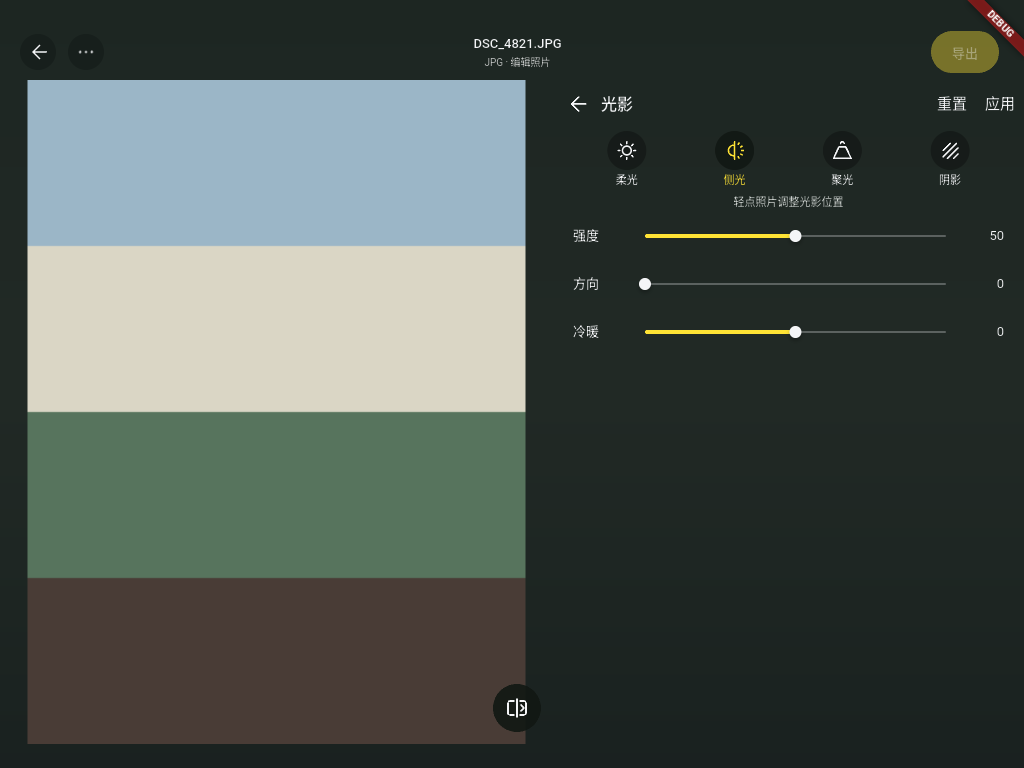 DEBUG
DSC_4821.JPG
JPG · 编辑照片
导出
光影
重置 应用
柔光 侧光 聚光 阴影
轻点照片调整光影位置
强度 50
方向 0
冷暖 0